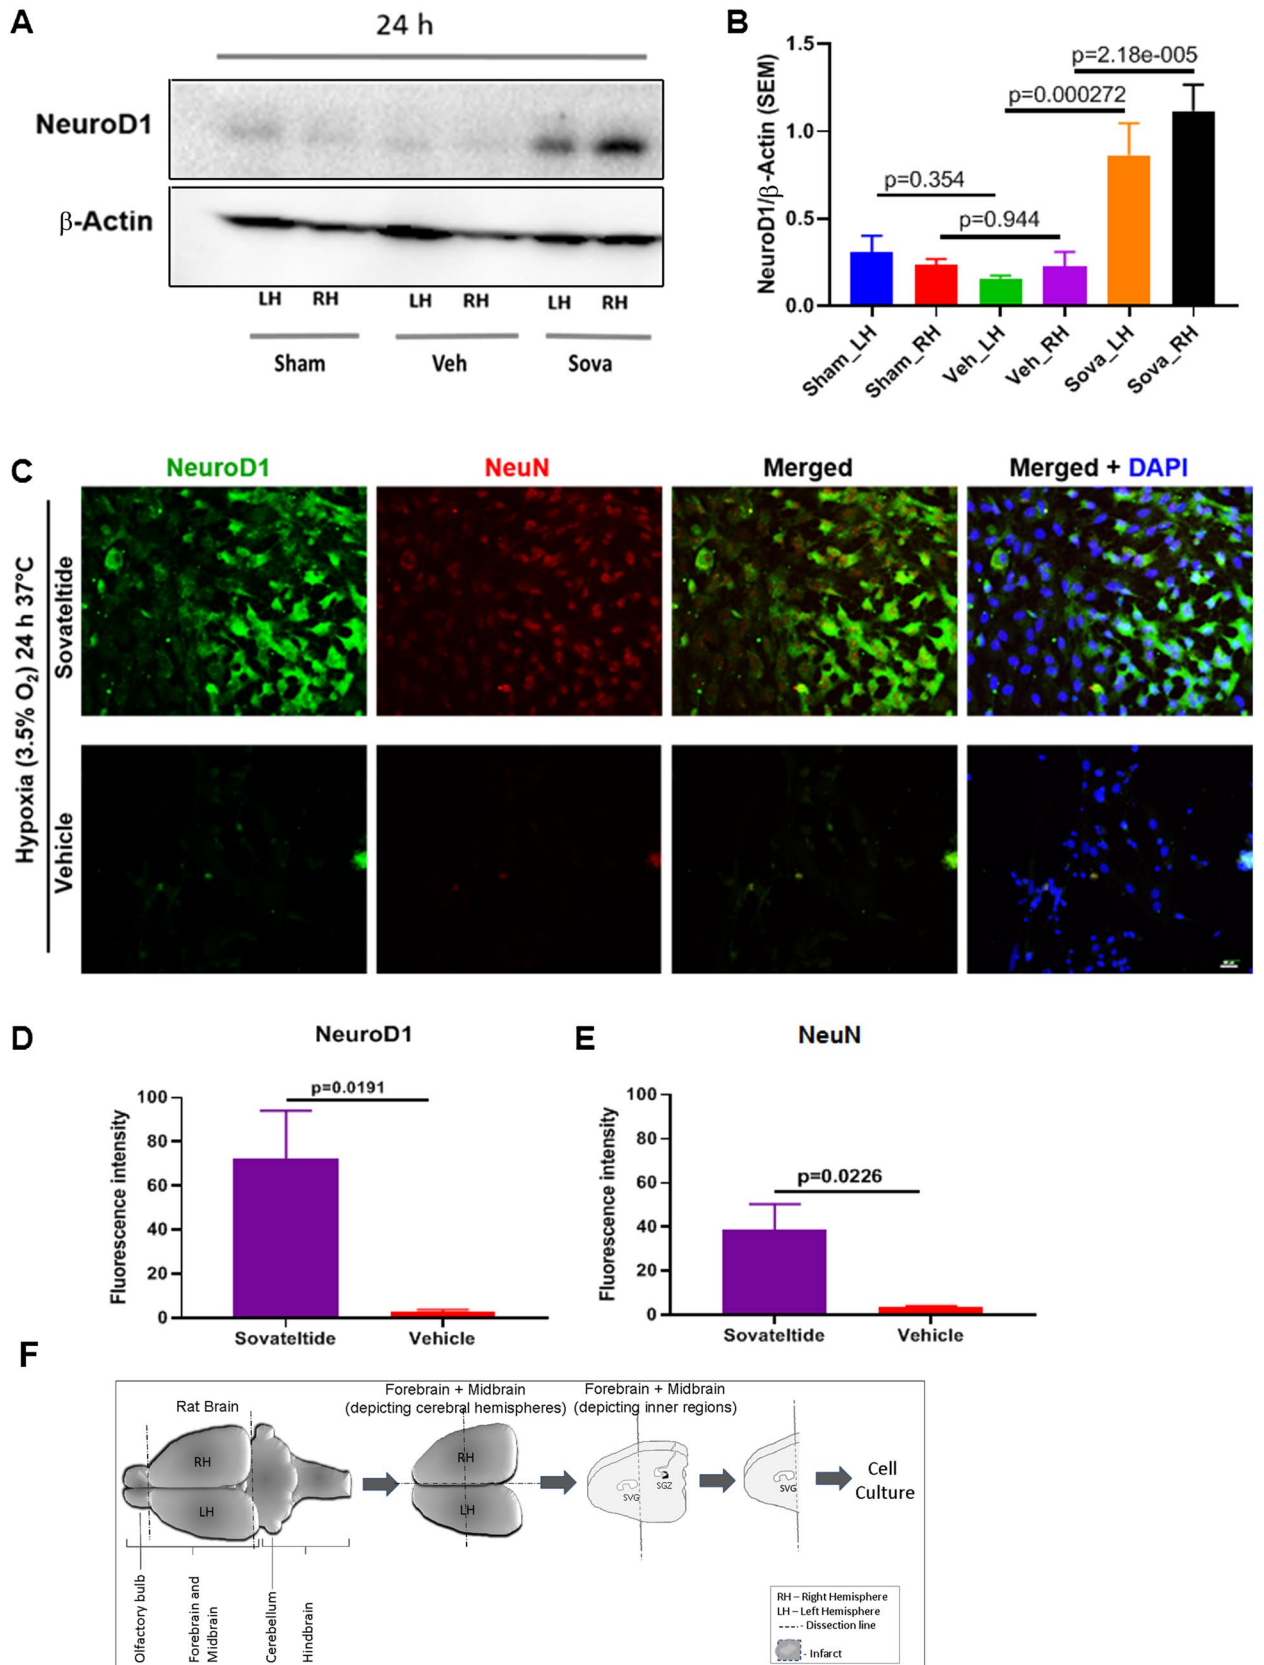 A
24 h
NeuroD1
β-Actin
LH RH LH RH LH RH
Sham Veh Sova
B
NeuroD1/β-Actin (SEM)
1.5
1.0
0.5
0.0
p=2.18e-005
p=0.000272
p=0.354
p=0.944
Sham_LH
Sham_RH
Veh_LH
Veh_RH
Sova_LH
Sova_RH
C
NeuroD1 NeuN Merged Merged + DAPI
Hypoxia (3.5% O₂) 24 h 37°C
Sovateltide
Vehicle
D
NeuroD1
Fluorescence intensity
100
80
60
40
20
0
p=0.0191
Sovateltide Vehicle
E
NeuN
Fluorescence intensity
100
80
60
40
20
0
p=0.0226
Sovateltide Vehicle
F
Rat Brain
RH
LH
Olfactory bulb
Forebrain and
Midbrain
Cerebellum
Hindbrain
Forebrain + Midbrain
(depicting cerebral hemispheres)
RH
LH
Forebrain + Midbrain
(depicting inner regions)
SVG
SGZ
SVG
Cell
Culture
RH – Right Hemisphere
LH – Left Hemisphere
- Dissection line
- Infarct